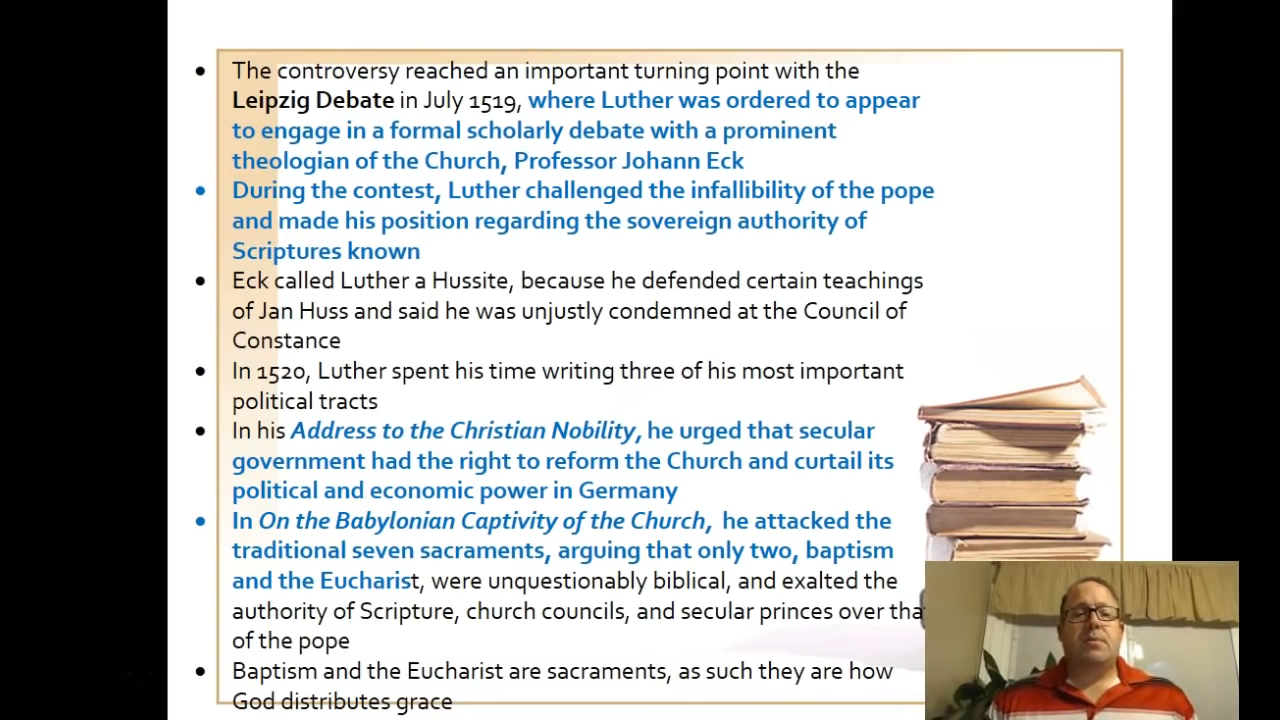 • The controversy reached an important turning point with the
Leipzig Debate in July 1519, where Luther was ordered to appear
to engage in a formal scholarly debate with a prominent
theologian of the Church, Professor Johann Eck
• During the contest, Luther challenged the infallibility of the pope
and made his position regarding the sovereign authority of
Scriptures known
• Eck called Luther a Hussite, because he defended certain teachings
of Jan Huss and said he was unjustly condemned at the Council of
Constance
• In 1520, Luther spent his time writing three of his most important
political tracts
• In his Address to the Christian Nobility, he urged that secular
government had the right to reform the Church and curtail its
political and economic power in Germany
• In On the Babylonian Captivity of the Church, he attacked the
traditional seven sacraments, arguing that only two, baptism
and the Eucharist, were unquestionably biblical, and exalted the
authority of Scripture, church councils, and secular princes over tha
of the pope
• Baptism and the Eucharist are sacraments, as such they are how
God distributes grace